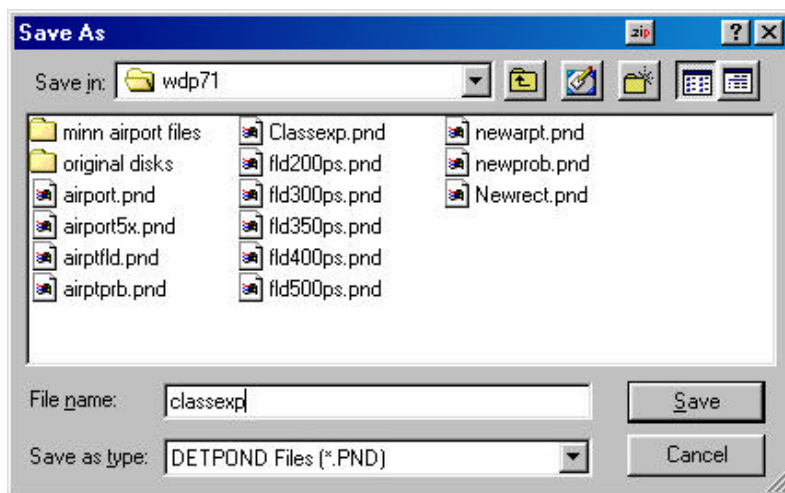 Save As
zip
?
Save in: wdp71
minn airport files
original disks
airport.pnd
airport5x.pnd
airptfld.pnd
airptprb.pnd
Classexp.pnd
fld200ps.pnd
fld300ps.pnd
fld350ps.pnd
fld400ps.pnd
fld500ps.pnd
newarpt.pnd
newprob.pnd
Newrect.pnd
File name: classexp
Save
Save as type: DETPOND Files (*.PND)
Cancel